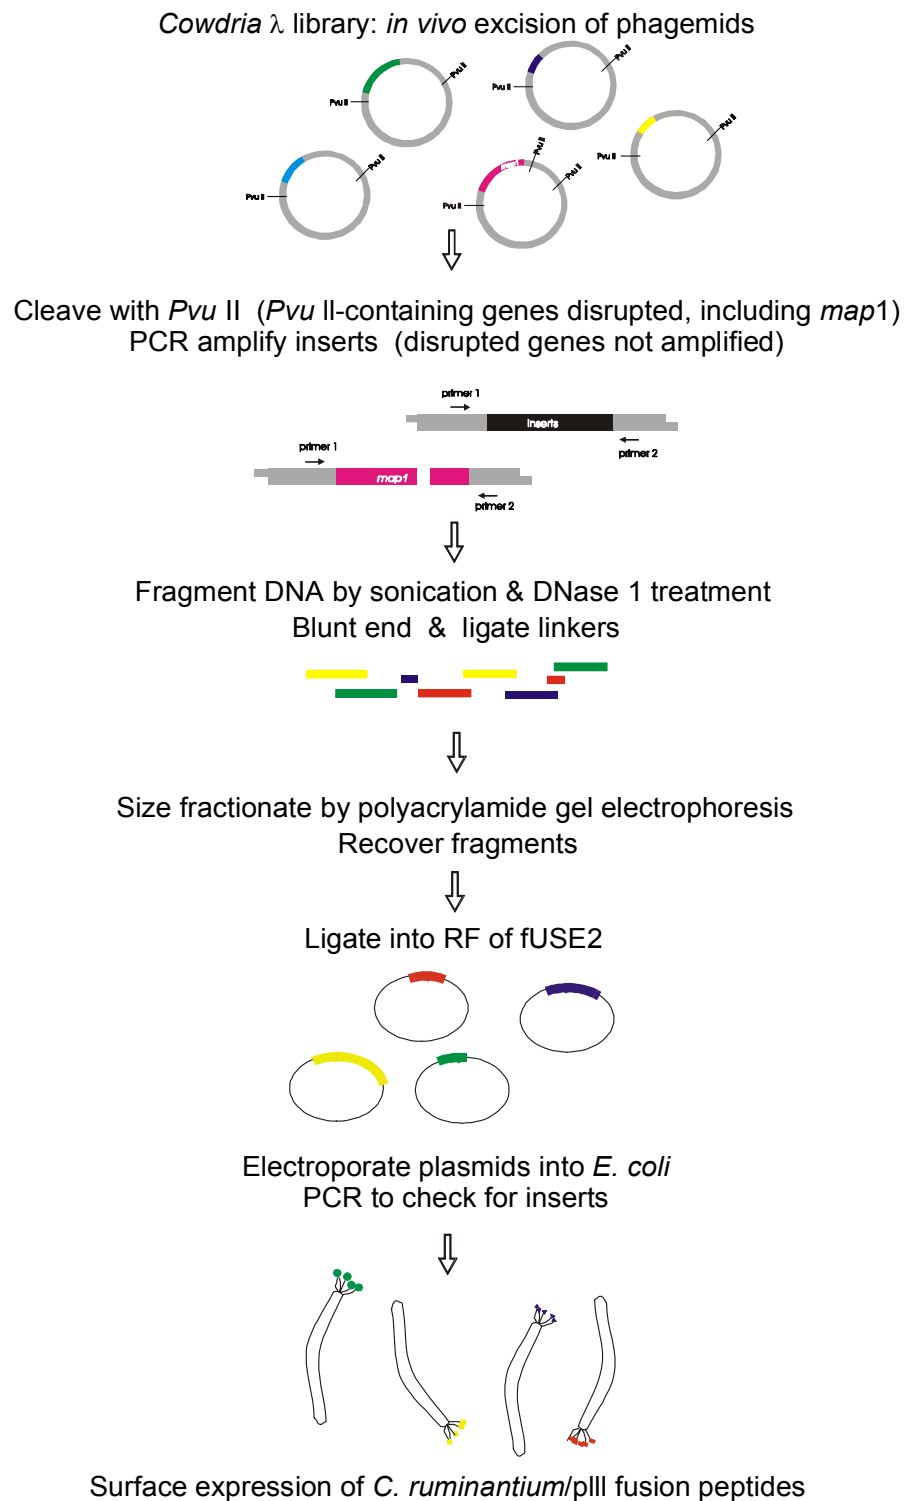 Cowdria λ library: in vivo excision of phagemids
Pvu II
Pvu II
Pvu II
Pvu II
Pvu II
Pvu II
Pvu II
Pvu II
map1
Pvu II
Pvu II
Pvu II
Cleave with Pvu II (Pvu II-containing genes disrupted, including map1)
PCR amplify inserts (disrupted genes not amplified)
primer 1
inserts
primer 2
primer 1
map1
primer 2
Fragment DNA by sonication & DNase 1 treatment
Blunt end & ligate linkers
Size fractionate by polyacrylamide gel electrophoresis
Recover fragments
Ligate into RF of fUSE2
Electroporate plasmids into E. coli
PCR to check for inserts
Surface expression of C. ruminantium/pIII fusion peptides